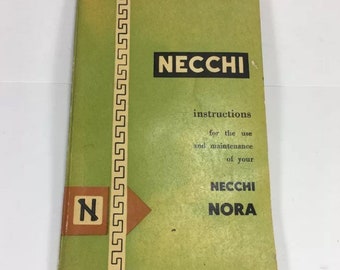 NECCHI
instructions
for the use
and maintenance
of your
NECCHI
NORA
N